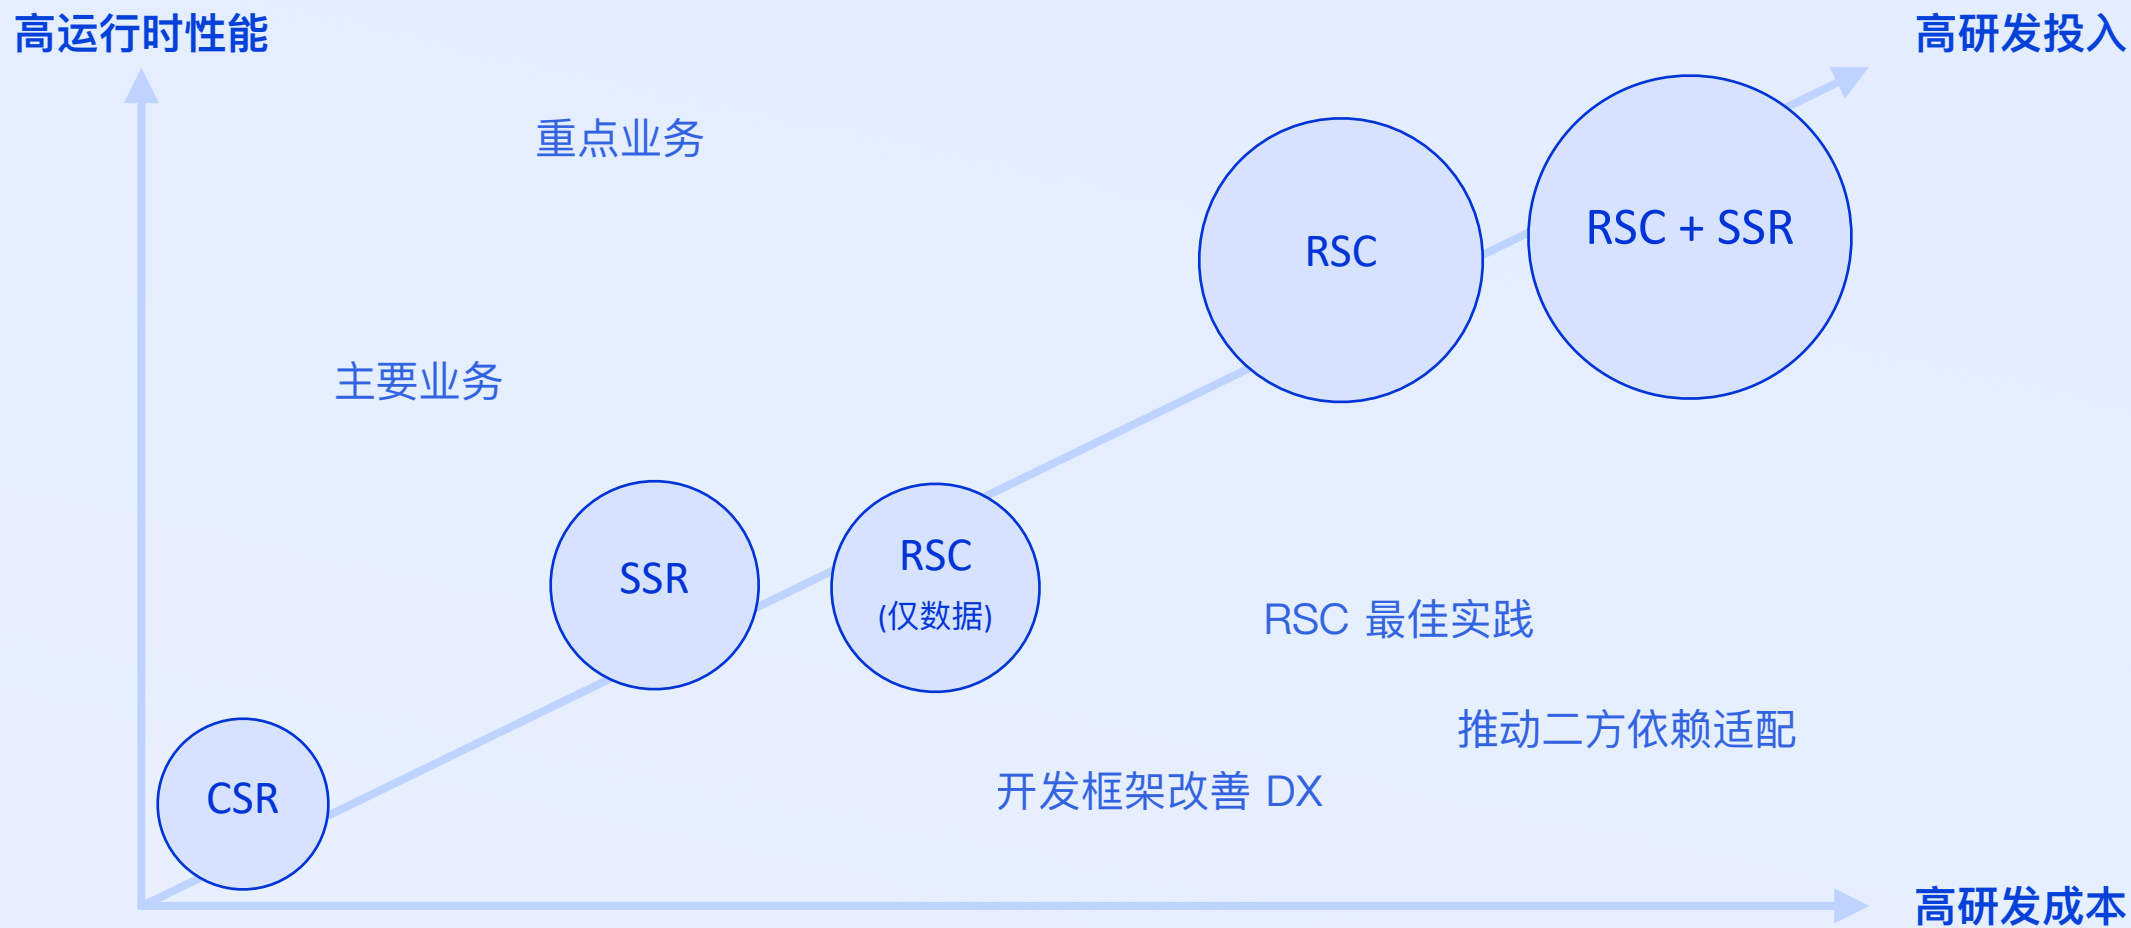 高运行时性能
高研发投入
重点业务
RSC
RSC + SSR
主要业务
SSR
RSC
(仅数据)
RSC 最佳实践
推动二方依赖适配
开发框架改善 DX
CSR
高研发成本